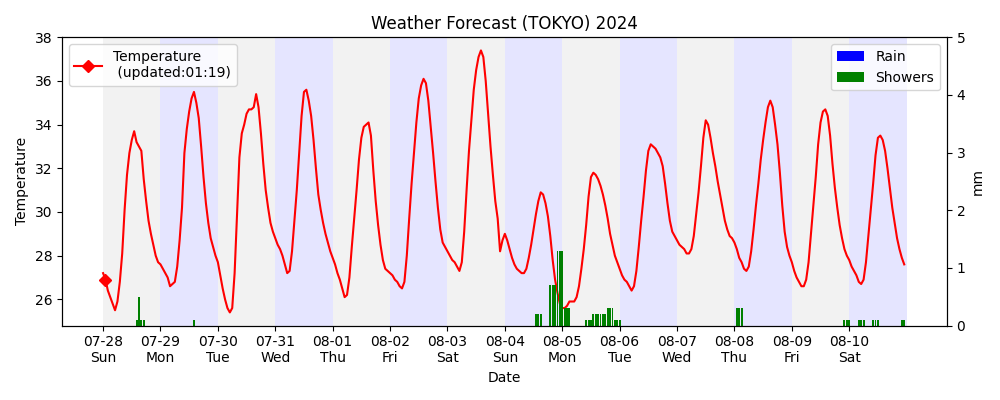 Weather Forecast (TOKYO) 2024
Temperature
(updated:01:19)
Rain
Showers
38
36
34
32
30
28
26
Temperature
5
4
3
2
1
0
mm
07-28 07-29 07-30 07-31 08-01 08-02 08-03 08-04 08-05 08-06 08-07 08-08 08-09 08-10
Sun Mon Tue Wed Thu Fri Sat Sun Mon Tue Wed Thu Fri Sat
Date